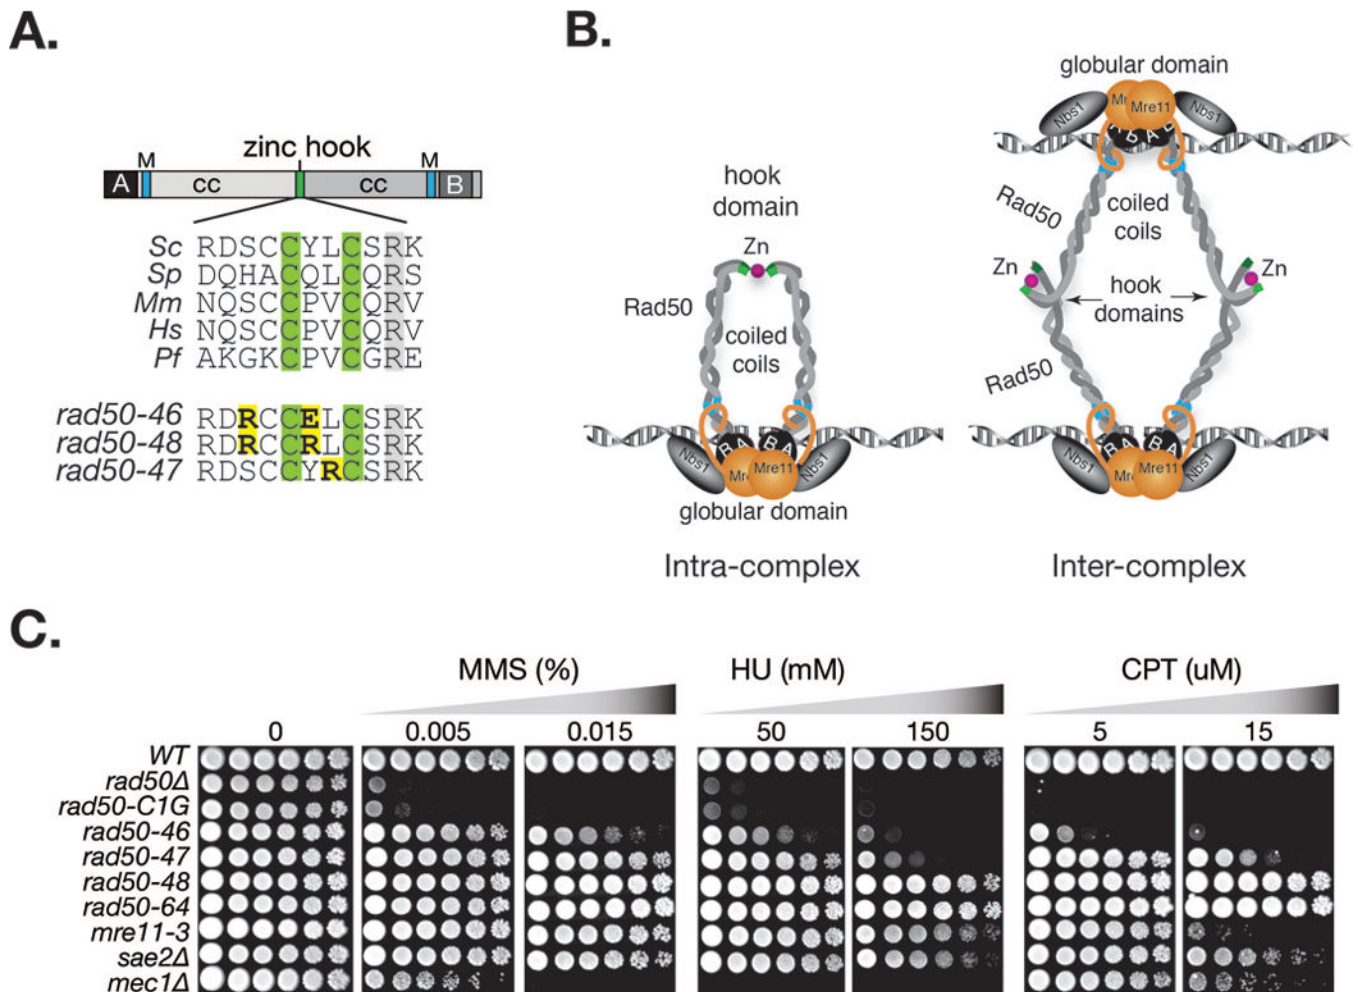 A.
zinc hook
M M
A cc cc B
Sc RDSCCYLCSRK
Sp DQHACQLCQRS
Mm NQSCCPVCQRV
Hs NQSCCPVCQRV
Pf AKGKCPVCGRE
rad50-46 RDRCCELCSRK
rad50-48 RDRCCRLCSRK
rad50-47 RDSCCYRCSRK
B.
hook
domain
Zn
Rad50
coiled
coils
B A B A
Nbs1 Mre11 Nbs1
globular domain
Intra-complex
globular domain
Nbs1 Mr Mre11 Nbs1
Rad50
coiled
coils
Zn Zn
hook
domains
Rad50
B A B A
Nbs1 Mre11 Nbs1
Inter-complex
C.
MMS (%) HU (mM) CPT (uM)
0 0.005 0.015 50 150 5 15
WT
rad50Δ
rad50-C1G
rad50-46
rad50-47
rad50-48
rad50-64
mre11-3
sae2Δ
mec1Δ